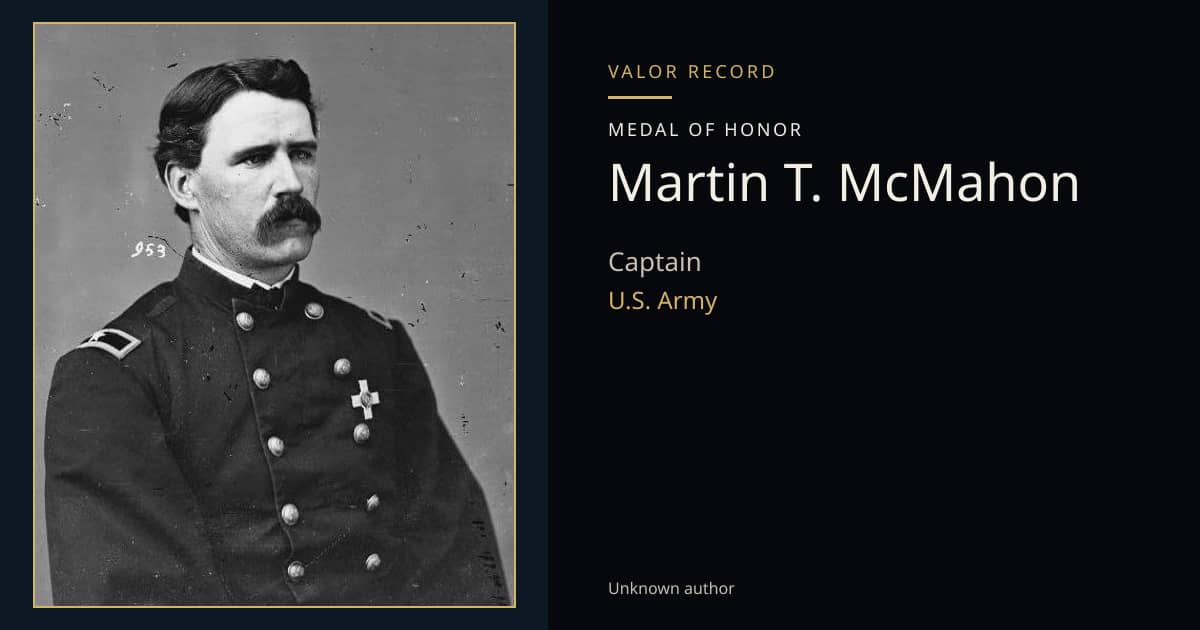 953
VALOR RECORD
MEDAL OF HONOR
Martin T. McMahon
Captain
U.S. Army
Unknown author